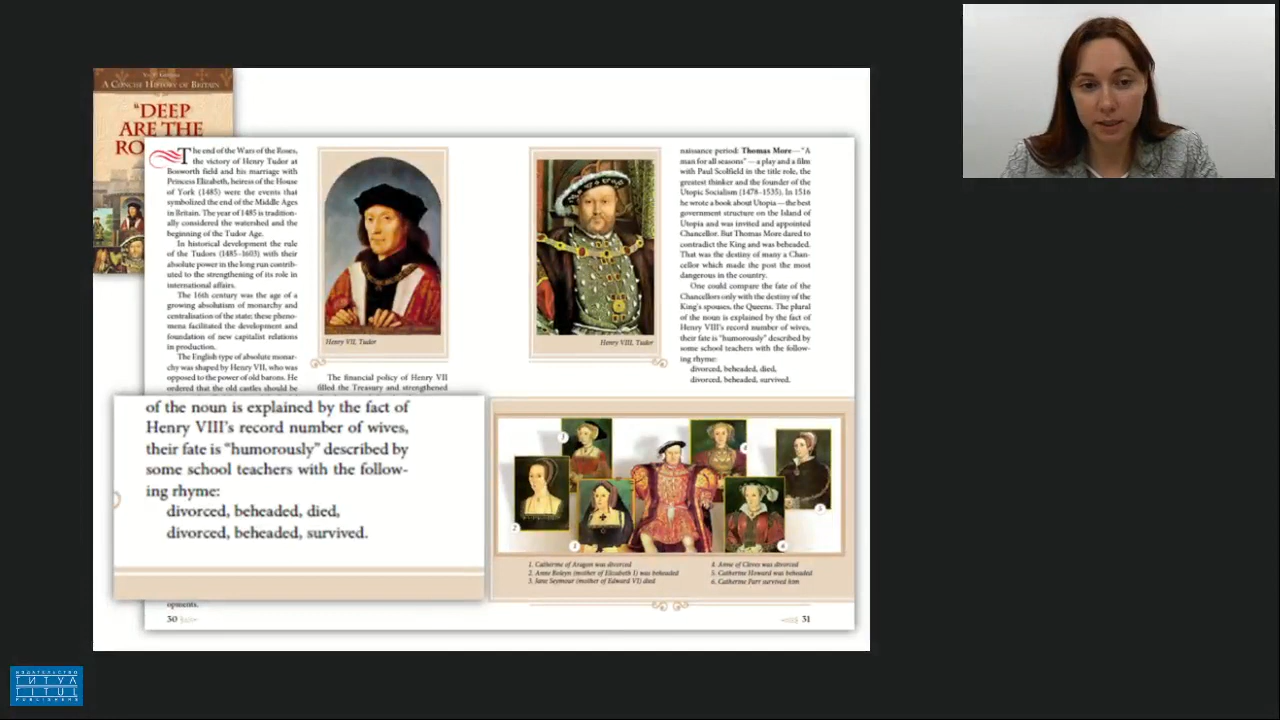 A CONCISE HISTORY OF BRITAIN
"DEEP
ARE THE
The end of the Wars of the Roses,
the victory of Henry Tudor at
Bosworth field and his marriage with
Princess Elizabeth, heiress of the House
of York (1485) were the events that
symbolized the end of the Middle Ages
in Britain. The year of 1485 is tradition-
ally considered the watershed and the
beginning of the Tudor Age.
In historical development the rule
of the Tudors (1485-1603) with their
absolute power in the long run contrib-
uted to the strengthening of its role in
international affairs.
The 16th century was the age of a
growing absolutism of monarchy and
centralisation of the state: these pheno-
mena facilitated the development and
foundation of new capitalist relations
in production.
The English type of absolute monar-
chy was shaped by Henry VII, who was
opposed to the power of old barons. He
ordered that the old castles should be
Henry VII, Tudor
The financial policy of Henry VII
filled the Treasury and strengthened
Henry VIII, Tudor
naissance period: Thomas More — "A
man for all seasons" — a play and a film
with Paul Scolfield in the title role, the
greatest thinker and the founder of the
Utopic Socialism (1478–1535). In 1516
he wrote a book about Utopia — the best
government structure on the Island of
Utopia and was invited and appointed
Chancellor. But Thomas More dared to
contradict the King and was beheaded.
That was the destiny of many a Chan-
cellor which made the post the most
dangerous in the country.
One could compare the fate of the
Chancellors only with the destiny of the
King's spouses, the Queens. The plural
of the noun is explained by the fact of
Henry VIII's record number of wives,
their fate is "humorously" described by
some school teachers with the follow-
ing rhyme:
divorced, beheaded, died,
divorced, beheaded, survived.
of the noun is explained by the fact of
Henry VIII's record number of wives,
their fate is "humorously" described by
some school teachers with the follow-
ing rhyme:
divorced, beheaded, died,
divorced, beheaded, survived.
3
4
2
5
1
6
1. Catherine of Aragon was divorced
2. Anne Boleyn (mother of Elizabeth I) was beheaded
3. Jane Seymour (mother of Edward VI) died
4. Anne of Cleves was divorced
5. Catherine Howard was beheaded
6. Catherine Parr survived him
opments.
30
31
ИЗДАТЕЛЬСТВО
ТИТУЛ
TITUL
PUBLISHERS